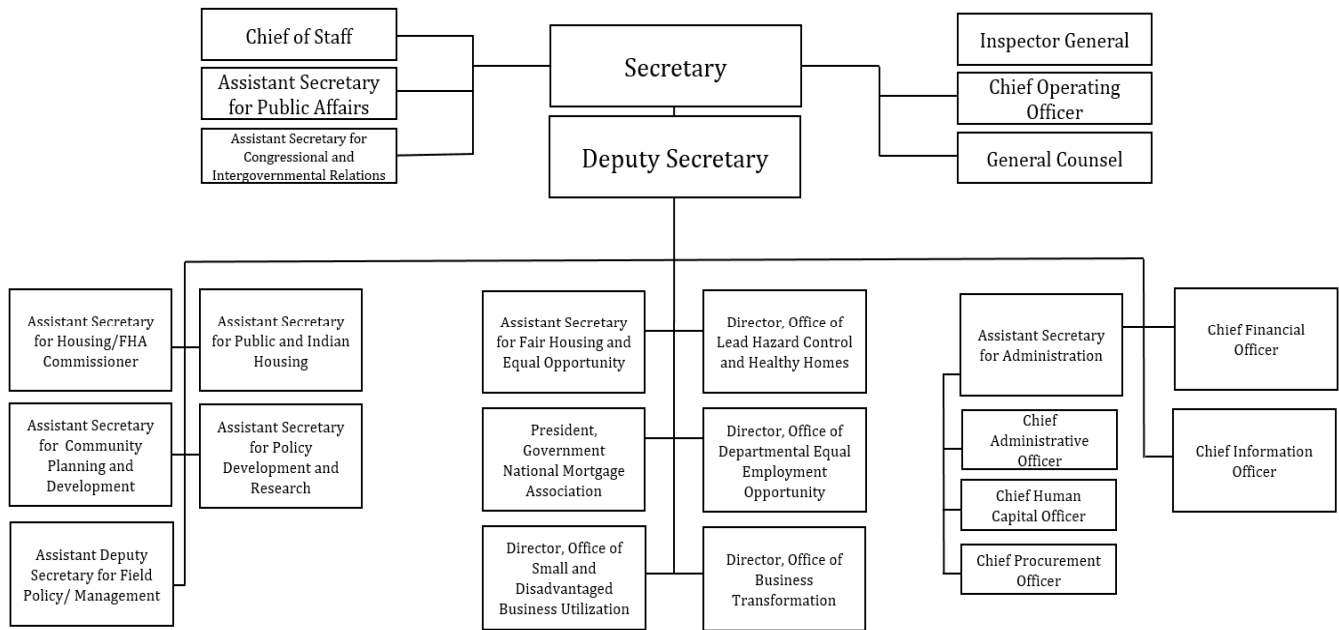 Chief of Staff
Assistant Secretary
for Public Affairs
Assistant Secretary for
Congressional and
Intergovernmental Relations
Secretary
Deputy Secretary
Inspector General
Chief Operating
Officer
General Counsel
Assistant Secretary
for Housing/FHA
Commissioner
Assistant Secretary
for Public and Indian
Housing
Assistant Secretary
for Community
Planning and
Development
Assistant Secretary
for Policy
Development and
Research
Assistant Deputy
Secretary for Field
Policy/ Management
Assistant Secretary
for Fair Housing and
Equal Opportunity
Director, Office of
Lead Hazard Control
and Healthy Homes
President,
Government
National Mortgage
Association
Director, Office of
Departmental Equal
Employment
Opportunity
Director, Office of
Small and
Disadvantaged
Business Utilization
Director, Office of
Business
Transformation
Assistant Secretary
for Administration
Chief Financial
Officer
Chief
Administrative
Officer
Chief Human
Capital Officer
Chief Procurement
Officer
Chief Information
Officer